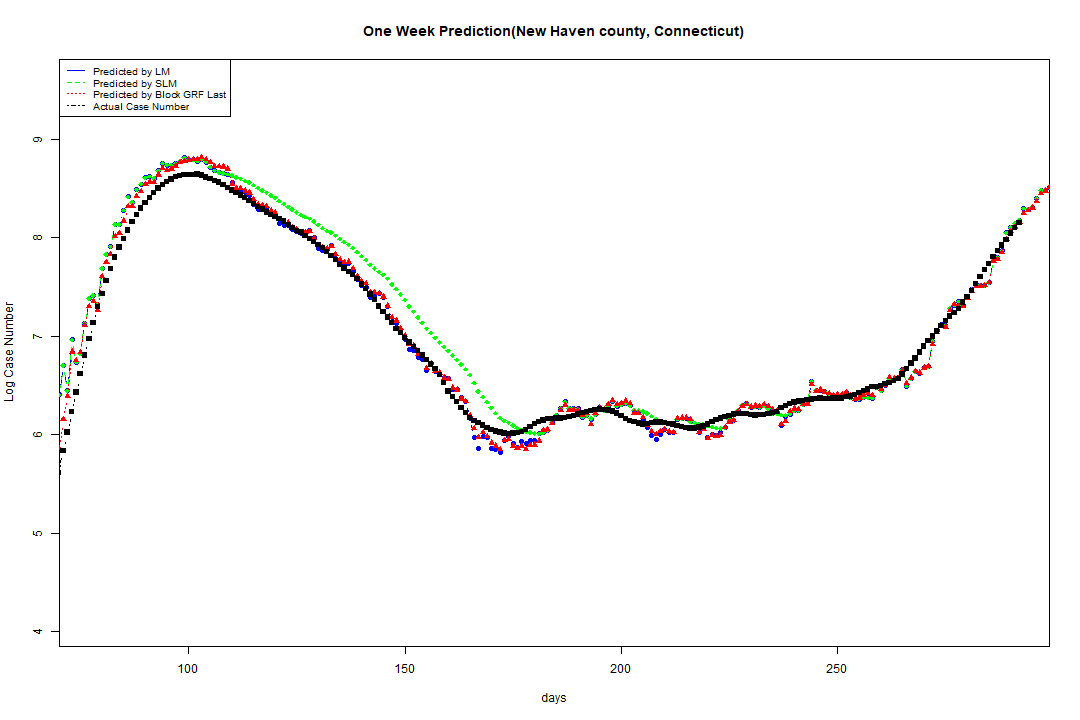 One Week Prediction(New Haven county, Connecticut)
Predicted by LM
Predicted by SLM
Predicted by Block GRF Last
Actual Case Number
Log Case Number
9
8
7
6
5
4
100 150 200 250
days